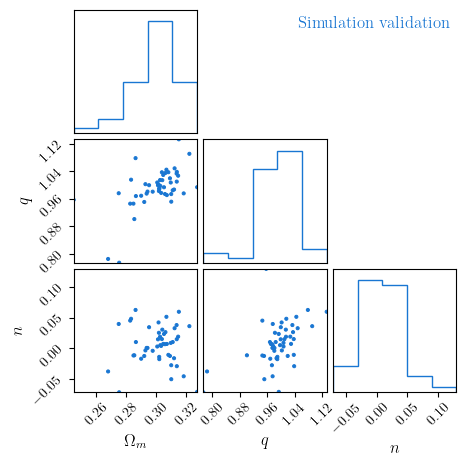 Simulation validation
q
1.12
1.04
0.96
0.88
0.80
n
0.10
0.05
0.00
−0.05
0.26 0.28 0.30 0.32
Ωm
0.80 0.88 0.96 1.04 1.12
q
−0.05 0.00 0.05 0.10
n